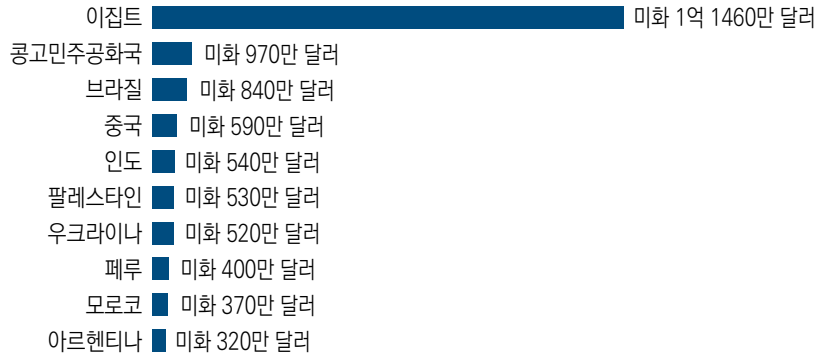 이집트 미화 1억 1460만 달러
콩고민주공화국 미화 970만 달러
브라질 미화 840만 달러
중국 미화 590만 달러
인도 미화 540만 달러
팔레스타인 미화 530만 달러
우크라이나 미화 520만 달러
페루 미화 400만 달러
모로코 미화 370만 달러
아르헨티나 미화 320만 달러